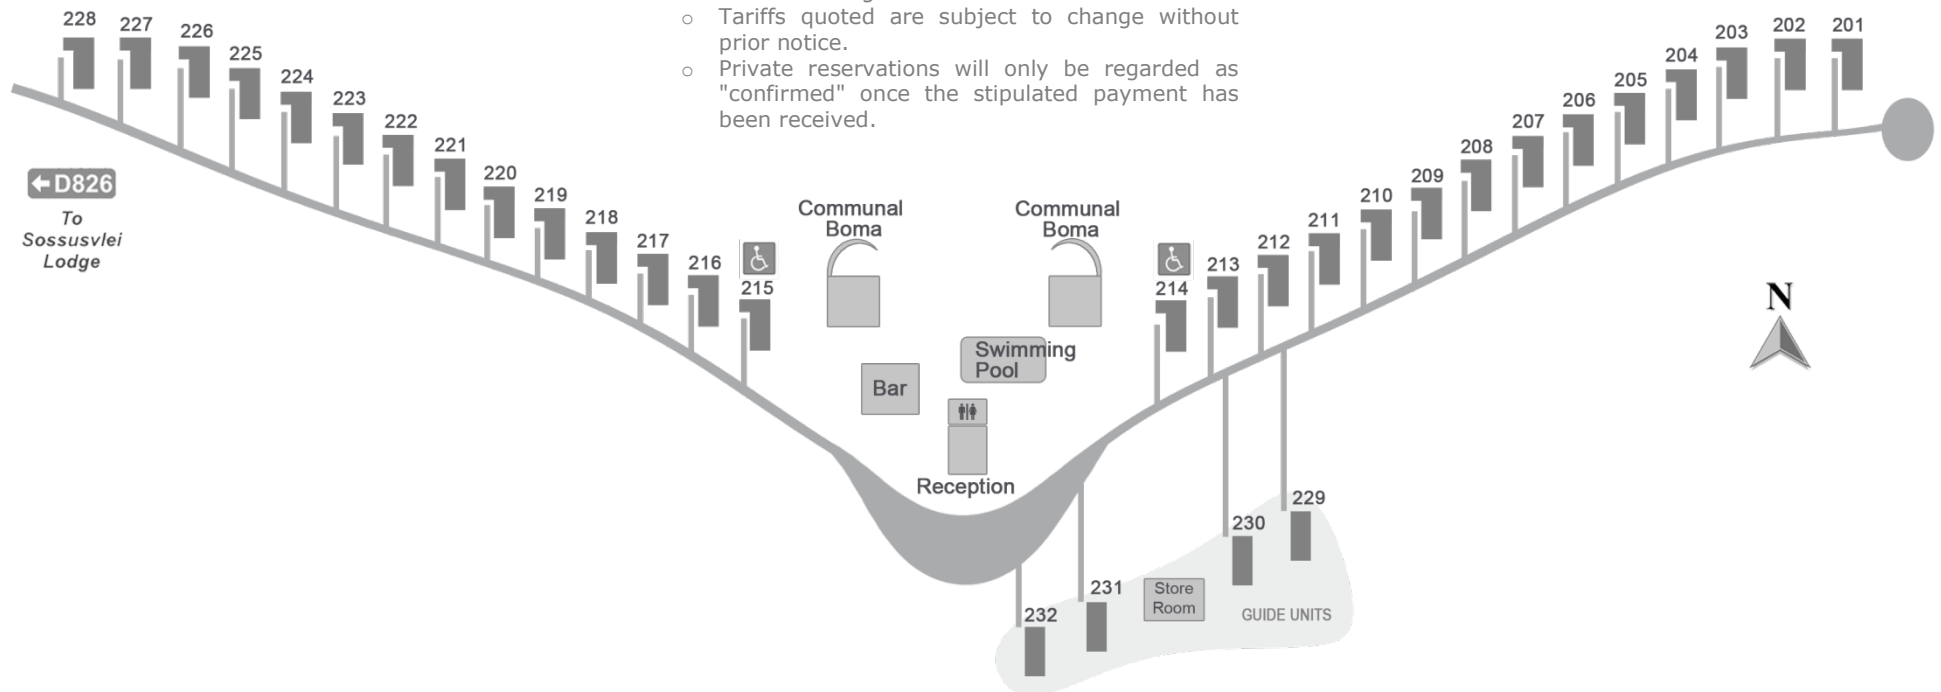 ○ Tariffs quoted are subject to change without
prior notice.
○ Private reservations will only be regarded as
"confirmed" once the stipulated payment has
been received.
228
227
226
225
224
223
222
221
220
219
218
217
216
215
201
202
203
204
205
206
207
208
209
210
211
212
213
214
←D826
To
Sossusvlei
Lodge
Communal
Boma
Communal
Boma
Swimming
Pool
Bar
Reception
N
229
230
231
232
Store
Room
GUIDE UNITS